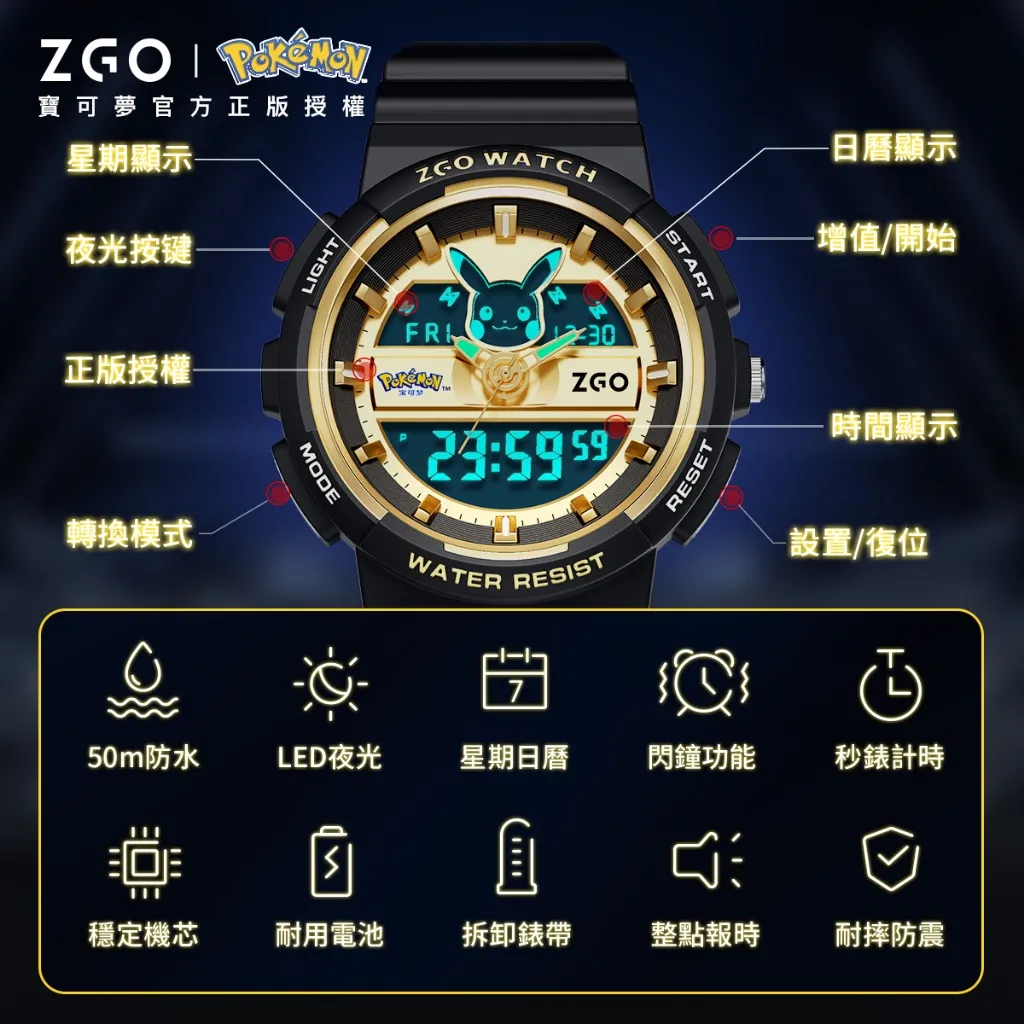 ZGO | POKÉMON
寶可夢官方正版授權
ZGO WATCH
星期顯示
日曆顯示
夜光按键
LIGHT
START
增值/開始
FRI
12-30
正版授權
POKÉMON™
宝可梦
ZGO
時間顯示
P
23:59 59
MODE
RESET
轉換模式
設置/復位
WATER RESIST
7
50m防水
LED夜光
星期日曆
閃鐘功能
秒錶計時
穩定機芯
耐用電池
拆卸錶帶
整點報時
耐摔防震